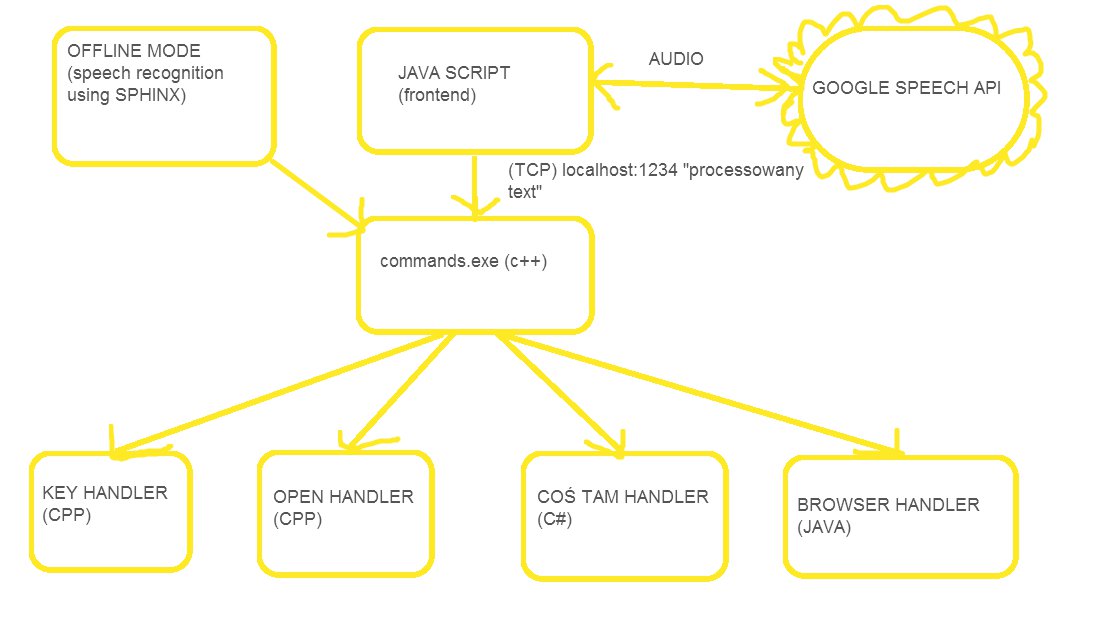 OFFLINE MODE
(speech recognition
using SPHINX)
JAVA SCRIPT
(frontend)
AUDIO
GOOGLE SPEECH API
(TCP) localhost:1234 "processowany
text"
commands.exe (c++)
KEY HANDLER
(CPP)
OPEN HANDLER
(CPP)
COŚ TAM HANDLER
(C#)
BROWSER HANDLER
(JAVA)